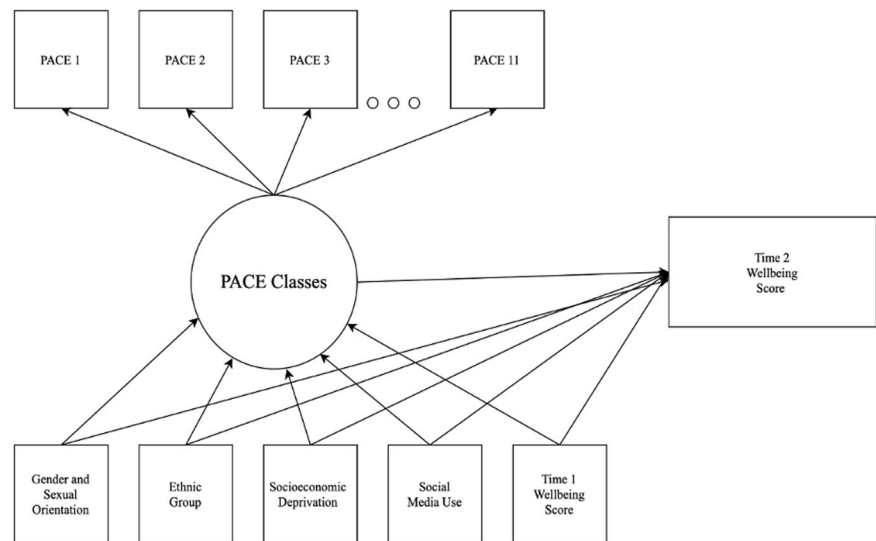 PACE 1
PACE 2
PACE 3
PACE 11
PACE Classes
Time 2
Wellbeing
Score
Gender and
Sexual
Orientation
Ethnic
Group
Socioeconomic
Deprivation
Social
Media Use
Time 1
Wellbeing
Score